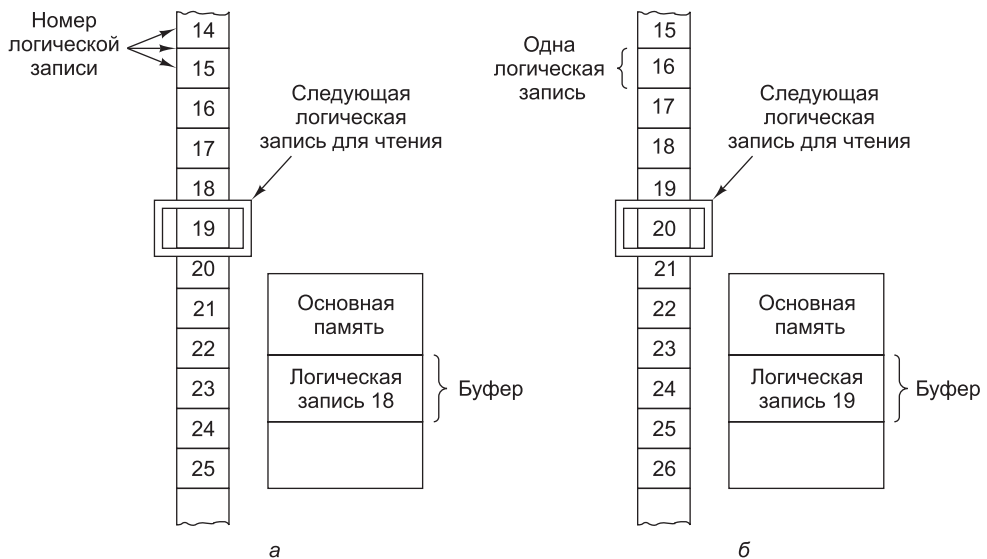 Номер
логической
записи
14
15
16
17
18
19
20
21
22
23
24
25
Следующая
логическая
запись для чтения
Основная
память
Логическая
запись 18
Буфер
а
Одна
логическая
запись
15
16
17
18
19
20
21
22
23
24
25
26
Следующая
логическая
запись для чтения
Основная
память
Логическая
запись 19
Буфер
б